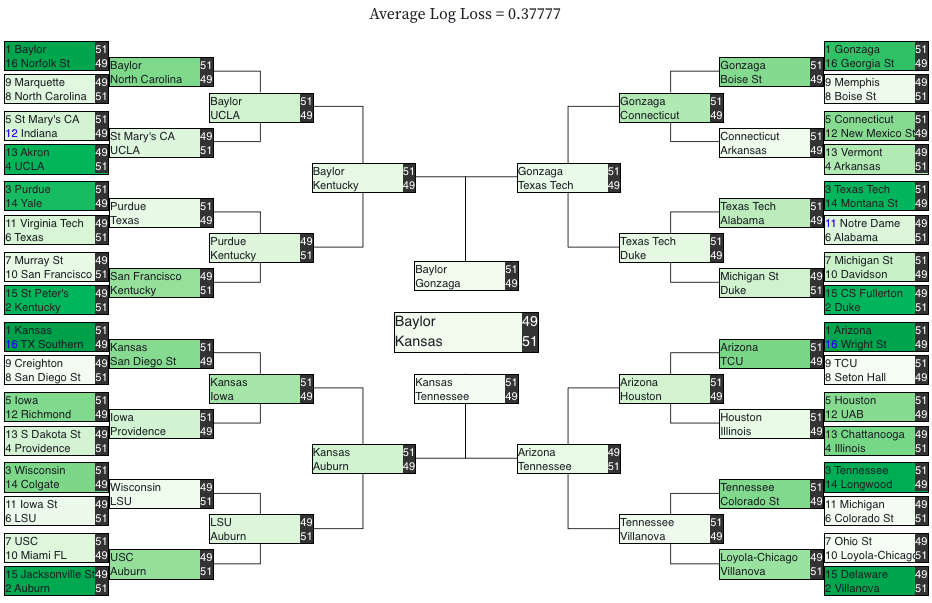 Average Log Loss = 0.37777
1 Baylor 51
16 Norfolk St 49
9 Marquette 49
8 North Carolina 51
5 St Mary's CA 51
12 Indiana 49
13 Akron 49
4 UCLA 51
3 Purdue 51
14 Yale 49
11 Virginia Tech 49
6 Texas 51
7 Murray St 49
10 San Francisco 51
15 St Peter's 49
2 Kentucky 51
1 Kansas 51
16 TX Southern 49
9 Creighton 49
8 San Diego St 51
5 Iowa 51
12 Richmond 49
13 S Dakota St 49
4 Providence 51
3 Wisconsin 51
14 Colgate 49
11 Iowa St 49
6 LSU 51
7 USC 51
10 Miami FL 49
15 Jacksonville St 49
2 Auburn 51
Baylor 51
North Carolina 49
St Mary's CA 49
UCLA 51
Purdue 51
Texas 49
San Francisco 49
Kentucky 51
Kansas 51
San Diego St 49
Iowa 51
Providence 49
Wisconsin 49
LSU 51
USC 49
Auburn 51
Baylor 51
UCLA 49
Purdue 49
Kentucky 51
Kansas 51
Iowa 49
LSU 49
Auburn 51
Baylor 51
Kentucky 49
Kansas 51
Auburn 49
Baylor 51
Gonzaga 49
Baylor 49
Kansas 51
Kansas 51
Tennessee 49
Gonzaga 51
Texas Tech 49
Arizona 49
Tennessee 51
Gonzaga 51
Connecticut 49
Texas Tech 51
Duke 49
Arizona 51
Houston 49
Tennessee 51
Villanova 49
Gonzaga 51
Boise St 49
Connecticut 51
Arkansas 49
Texas Tech 51
Alabama 49
Michigan St 49
Duke 51
Arizona 51
TCU 49
Houston 51
Illinois 49
Tennessee 51
Colorado St 49
Loyola-Chicago 49
Villanova 51
1 Gonzaga 51
16 Georgia St 49
9 Memphis 49
8 Boise St 51
5 Connecticut 51
12 New Mexico St 49
13 Vermont 49
4 Arkansas 51
3 Texas Tech 51
14 Montana St 49
11 Notre Dame 49
6 Alabama 51
7 Michigan St 51
10 Davidson 49
15 CS Fullerton 49
2 Duke 51
1 Arizona 51
16 Wright St 49
9 TCU 51
8 Seton Hall 49
5 Houston 51
12 UAB 49
13 Chattanooga 49
4 Illinois 51
3 Tennessee 51
14 Longwood 49
11 Michigan 49
6 Colorado St 51
7 Ohio St 49
10 Loyola-Chicago 51
15 Delaware 49
2 Villanova 51